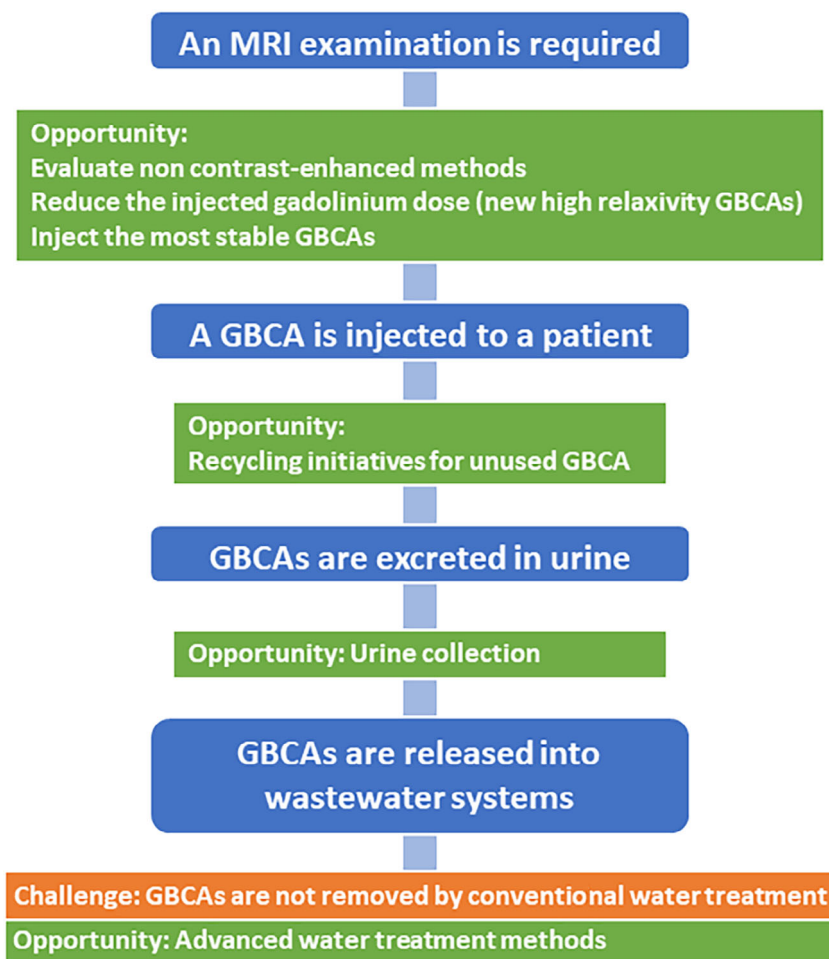 An MRI examination is required
Opportunity:
Evaluate non contrast-enhanced methods
Reduce the injected gadolinium dose (new high relaxivity GBCAs)
Inject the most stable GBCAs
A GBCA is injected to a patient
Opportunity:
Recycling initiatives for unused GBCA
GBCAs are excreted in urine
Opportunity: Urine collection
GBCAs are released into
wastewater systems
Challenge: GBCAs are not removed by conventional water treatment
Opportunity: Advanced water treatment methods